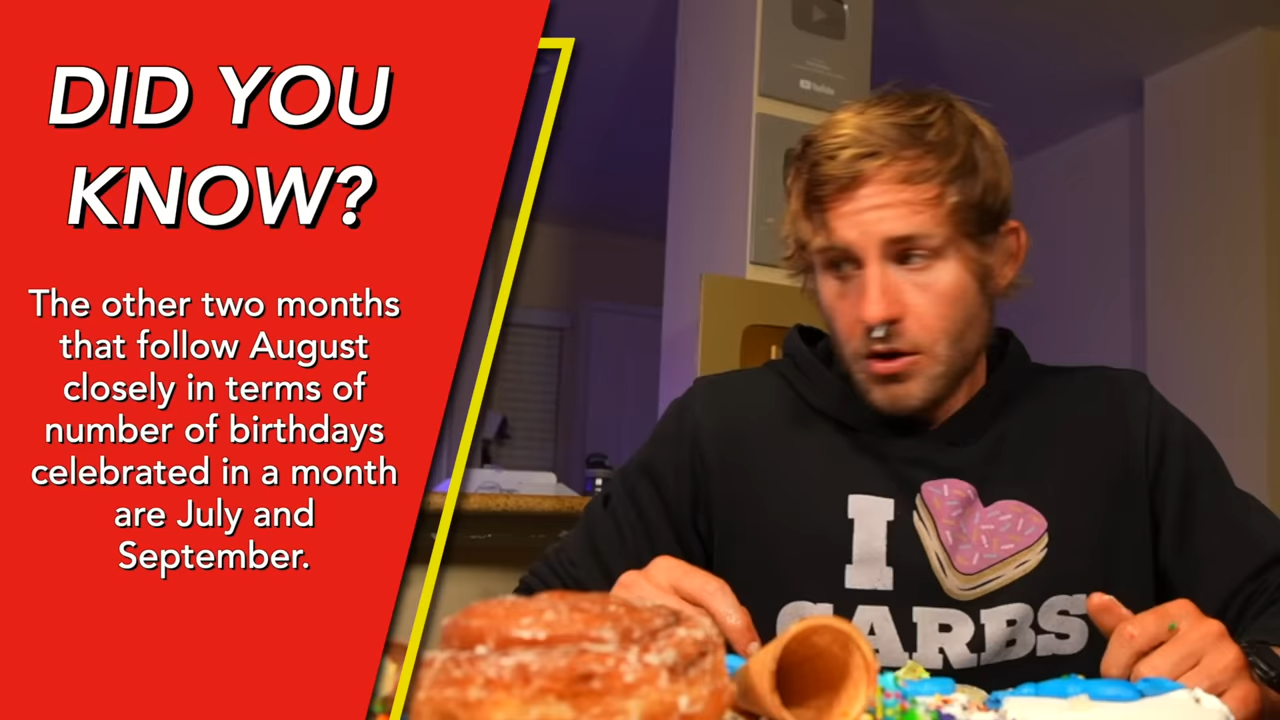 DID YOU
KNOW?
The other two months
that follow August
closely in terms of
number of birthdays
celebrated in a month
are July and
September.
YouTube
I
CARBS